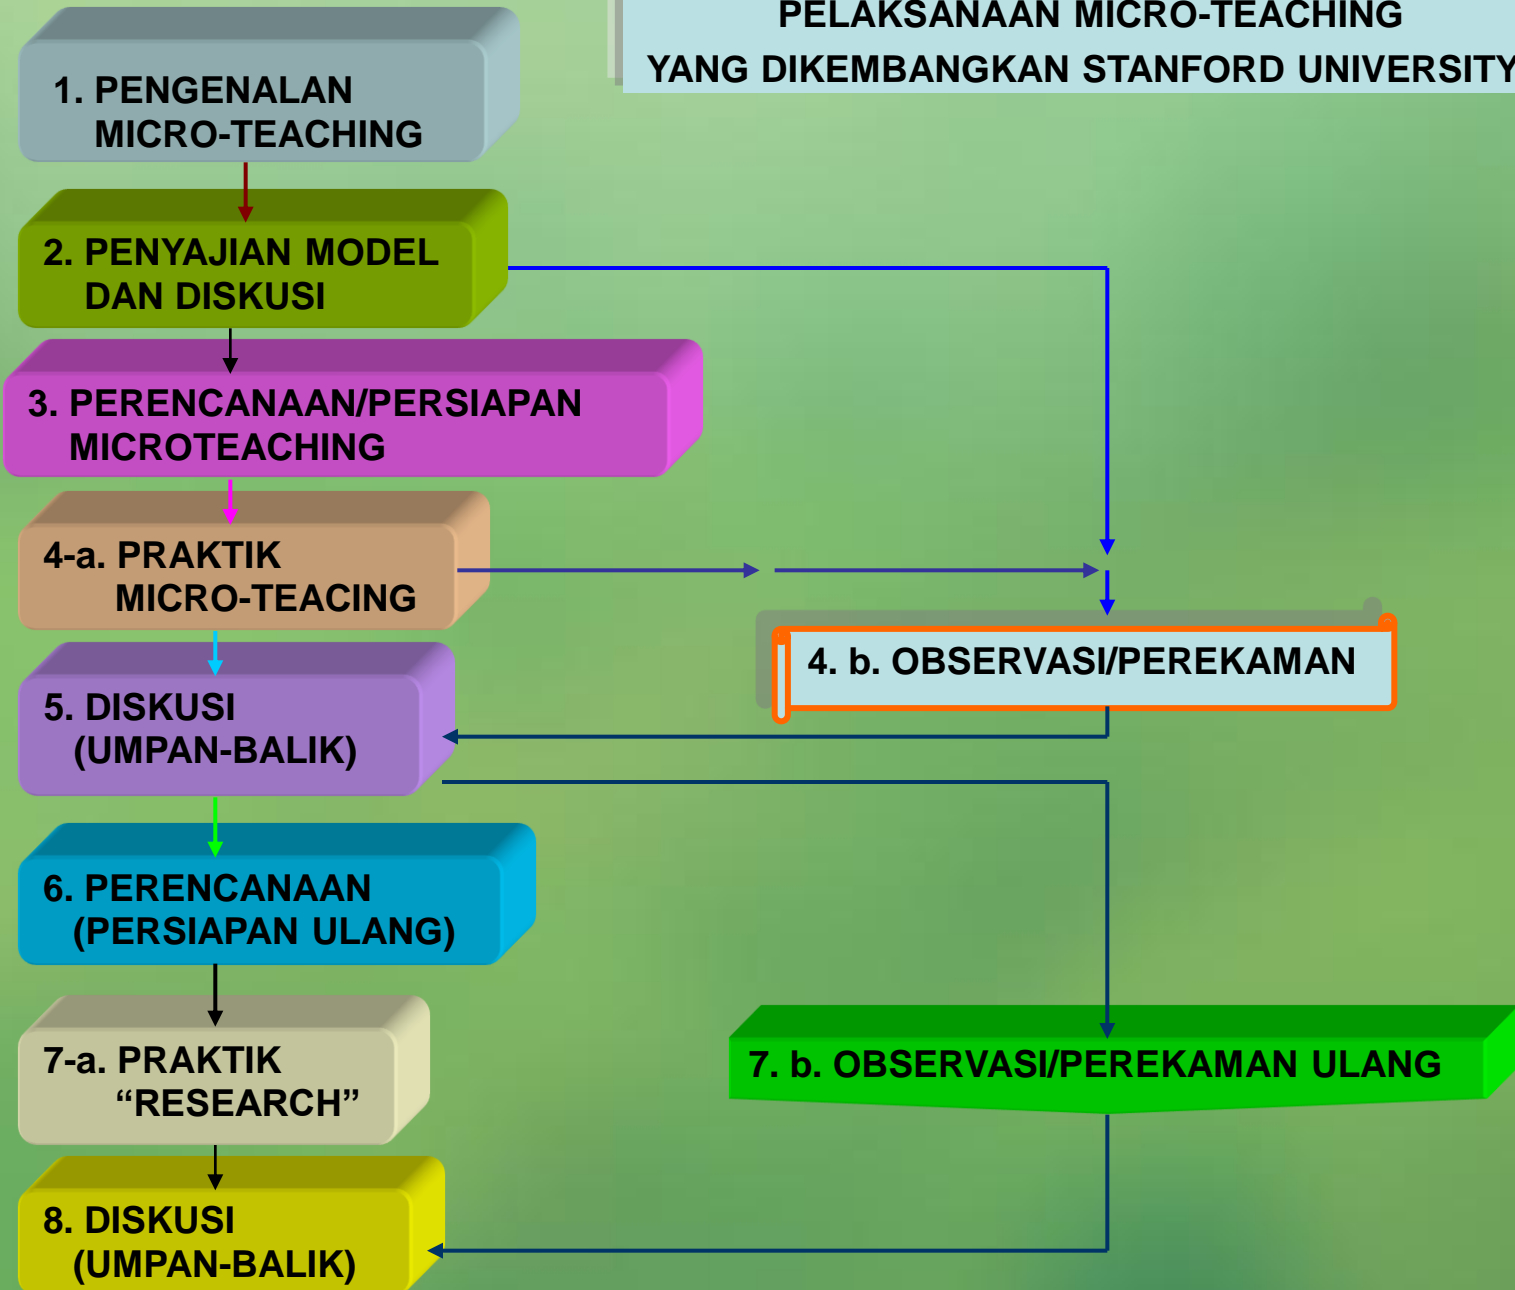 PELAKSANAAN MICRO-TEACHING
YANG DIKEMBANGKAN STANFORD UNIVERSITY
1. PENGENALAN
MICRO-TEACHING
2. PENYAJIAN MODEL
DAN DISKUSI
3. PERENCANAAN/PERSIAPAN
MICROTEACHING
4-a. PRAKTIK
MICRO-TEACING
4. b. OBSERVASI/PEREKAMAN
5. DISKUSI
(UMPAN-BALIK)
6. PERENCANAAN
(PERSIAPAN ULANG)
7-a. PRAKTIK
“RESEARCH”
7. b. OBSERVASI/PEREKAMAN ULANG
8. DISKUSI
(UMPAN-BALIK)